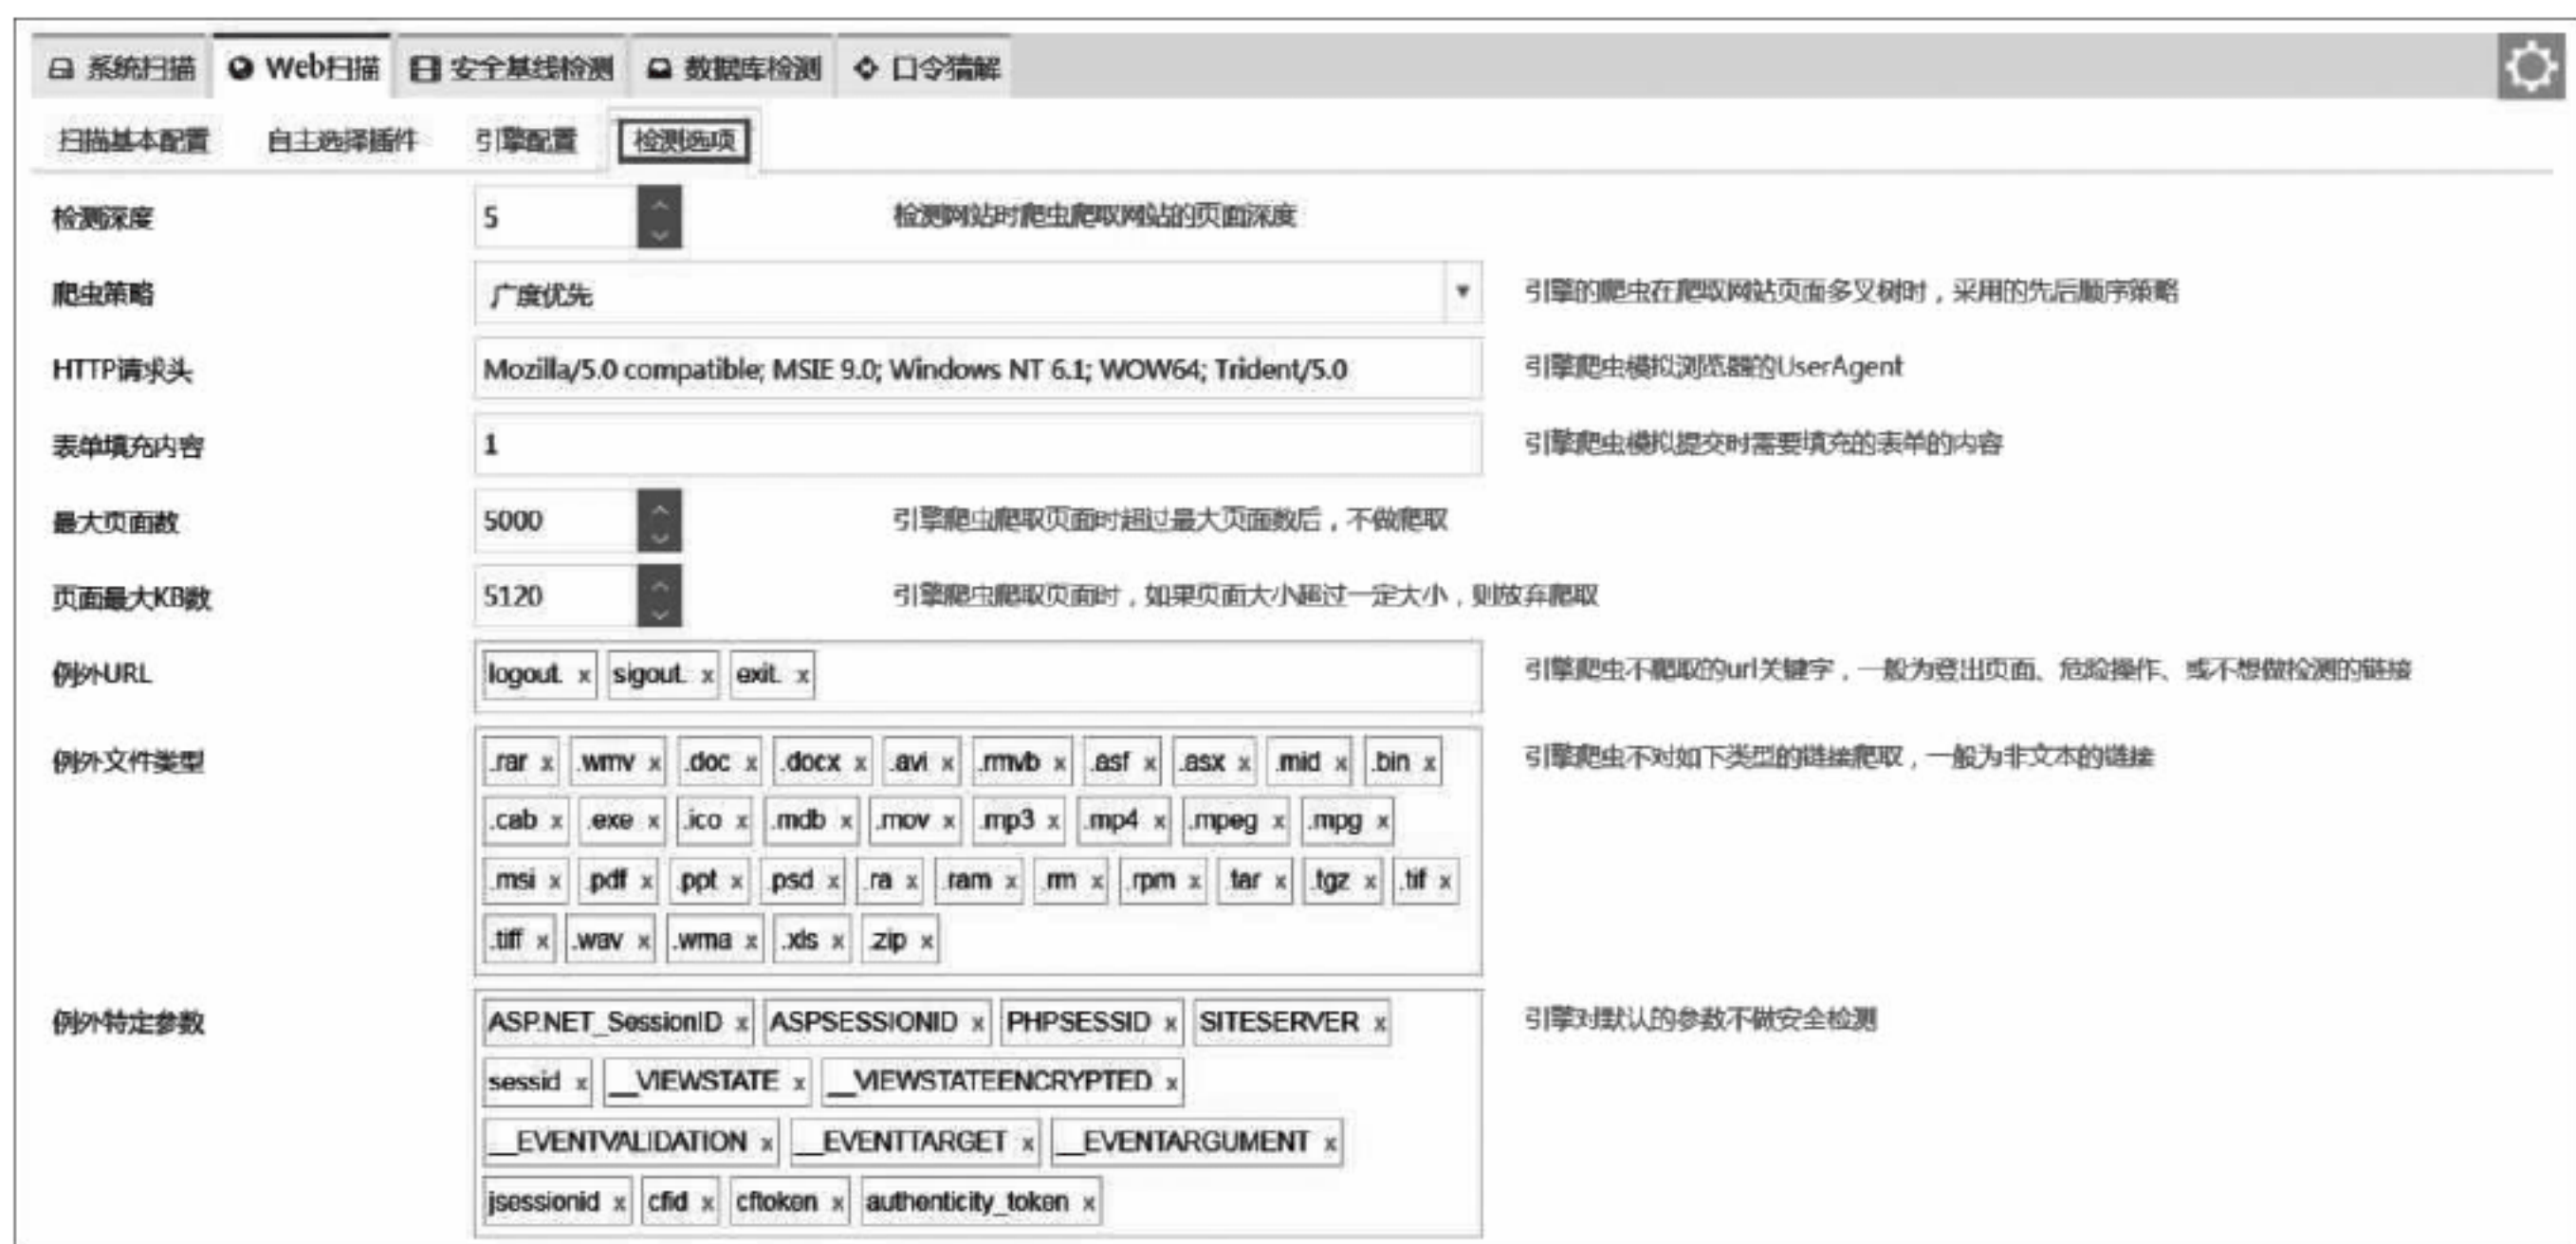 系统扫描 Web扫描 安全基线检测 数据库检测 口令猜解
扫描基本配置 自主选择插件 引擎配置 检测选项
检测深度 5 检测网站时爬虫爬取网站的页面深度
爬虫策略 广度优先 引擎的爬虫在爬取网站页面多叉树时，采用的先后顺序策略
HTTP请求头 Mozilla/5.0 compatible; MSIE 9.0; Windows NT 6.1; WOW64; Trident/5.0 引擎爬虫模拟浏览器的UserAgent
表单填充内容 1 引擎爬虫模拟提交时需要填充的表单的内容
最大页面数 5000 引擎爬虫爬取页面时超过最大页面数后，不做爬取
页面最大KB数 5120 引擎爬虫爬取页面时，如果页面大小超过一定大小，则放弃爬取
例外URL logout. x sigout. x exit. x 引擎爬虫不爬取的url关键字，一般为登出页面、危险操作、或不想做检测的链接
例外文件类型 .rar x .wmv x .doc x .docx x .avi x .rmvb x .asf x .asx x .mid x .bin x 引擎爬虫不对如下类型的链接爬取，一般为非文本的链接
.cab x .exe x .ico x .mdb x .mov x .mp3 x .mp4 x .mpeg x .mpg x
.msi x .pdf x .ppt x .psd x .ra x .ram x .rm x .rpm x .tar x .tgz x .tif x
.tiff x .wav x .wma x .xls x .zip x
例外特定参数 ASP.NET_SessionID x ASPSESSIONID x PHPSESSID x SITESERVER x 引擎对默认的参数不做安全检测
sessid x __VIEWSTATE x __VIEWSTATEENCRYPTED x
__EVENTVALIDATION x __EVENTTARGET x __EVENTARGUMENT x
jsessionid x cfid x cftoken x authenticity_token x